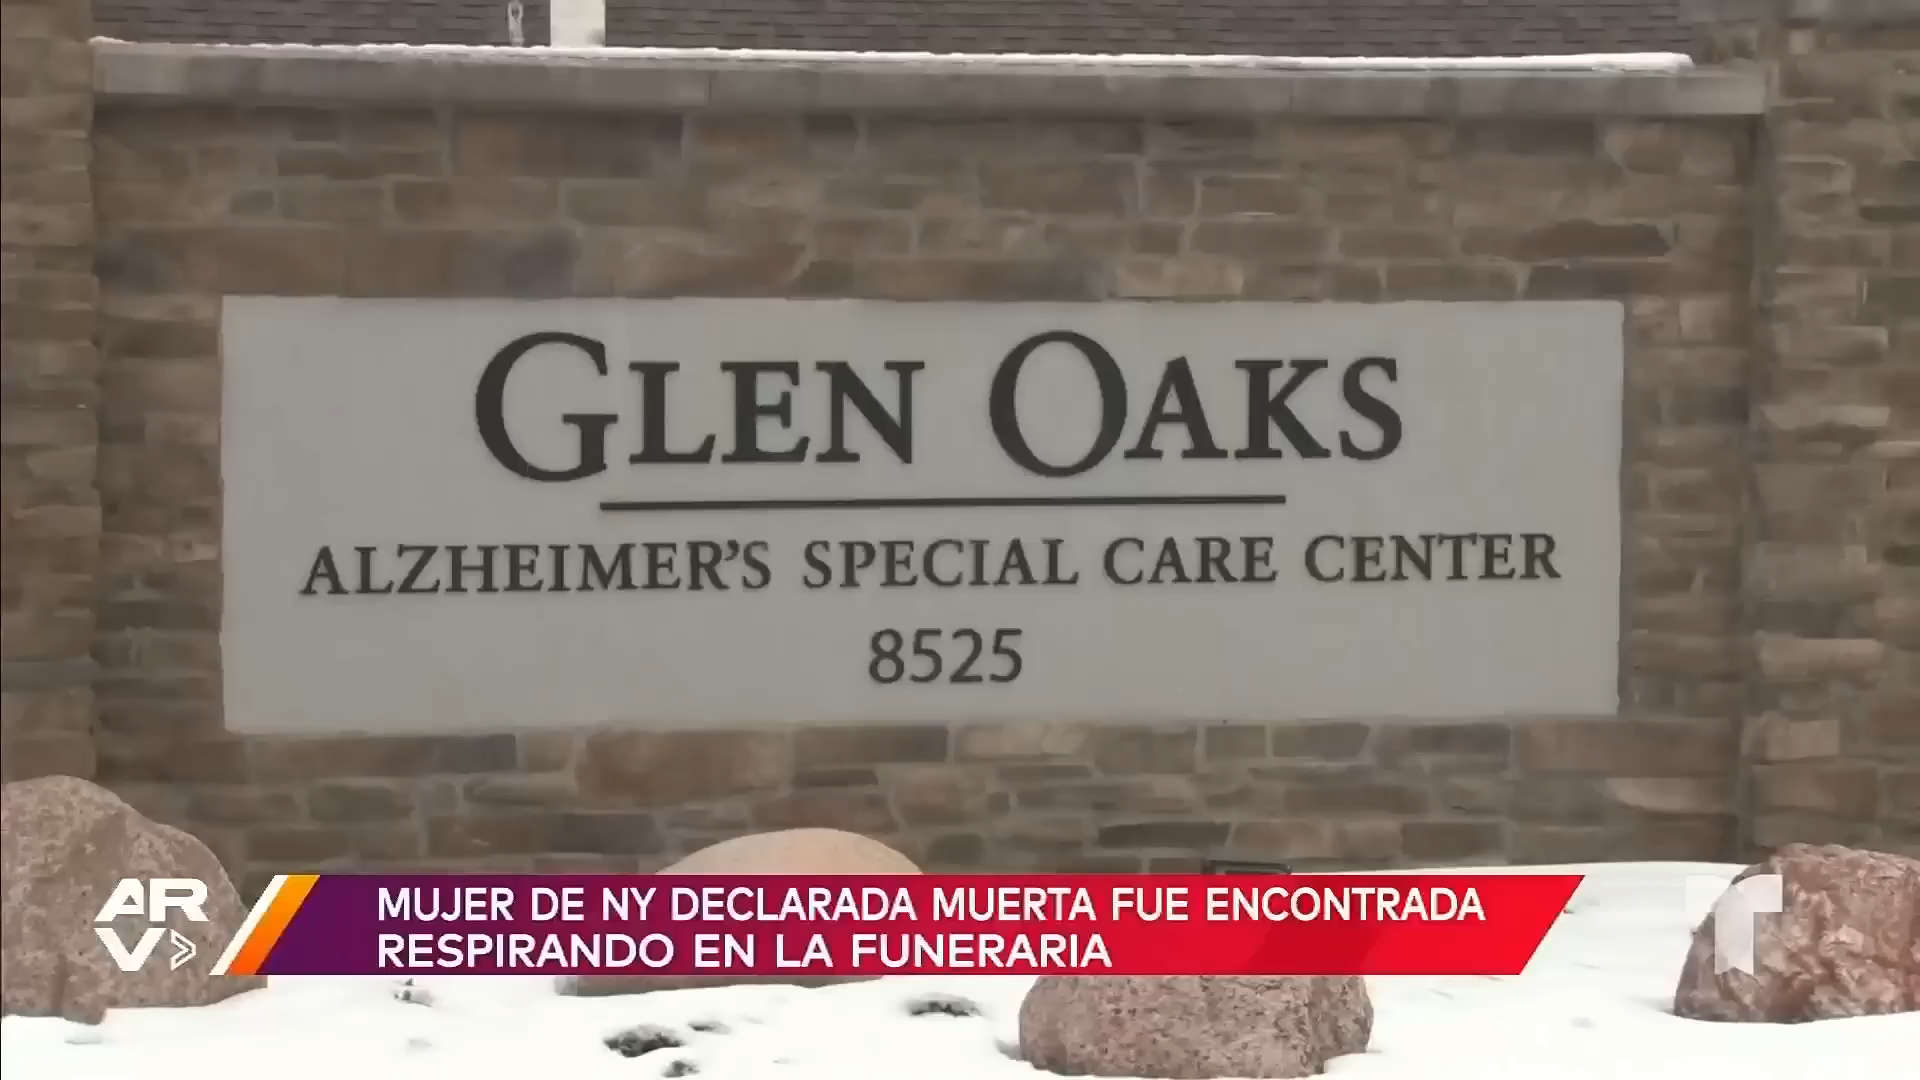 GLEN OAKS
ALZHEIMER'S SPECIAL CARE CENTER
8525
ARV
MUJER DE NY DECLARADA MUERTA FUE ENCONTRADA
RESPIRANDO EN LA FUNERARIA
T